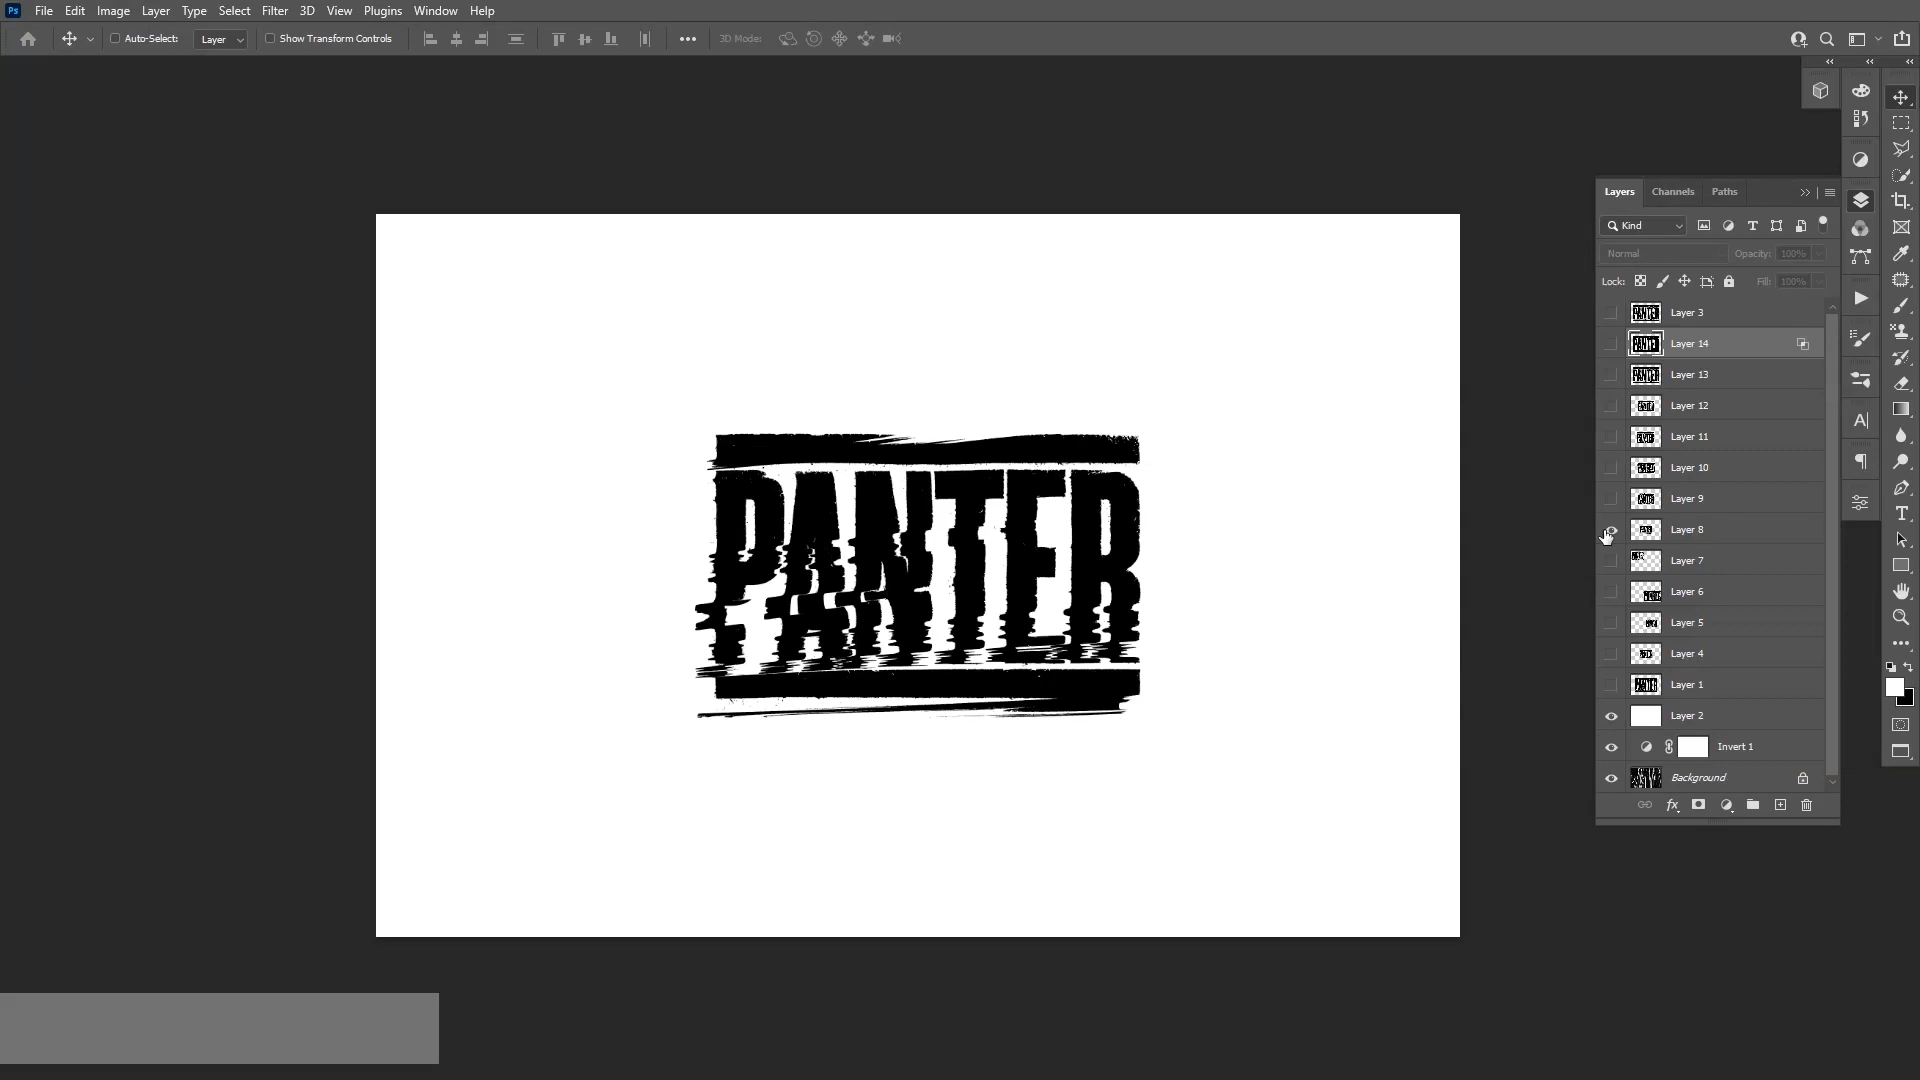 Ps File Edit Image Layer Type Select Filter 3D View Plugins Window Help
Auto-Select: Layer Show Transform Controls 3D Mode:
Layers Channels Paths
Kind
Normal Opacity: 100%
Lock: Fill: 100%
Layer 3
Layer 14
Layer 13
Layer 12
Layer 11
Layer 10
Layer 9
Layer 8
Layer 7
Layer 6
Layer 5
Layer 4
Layer 1
Layer 2
Invert 1
Background
fx
PANTER